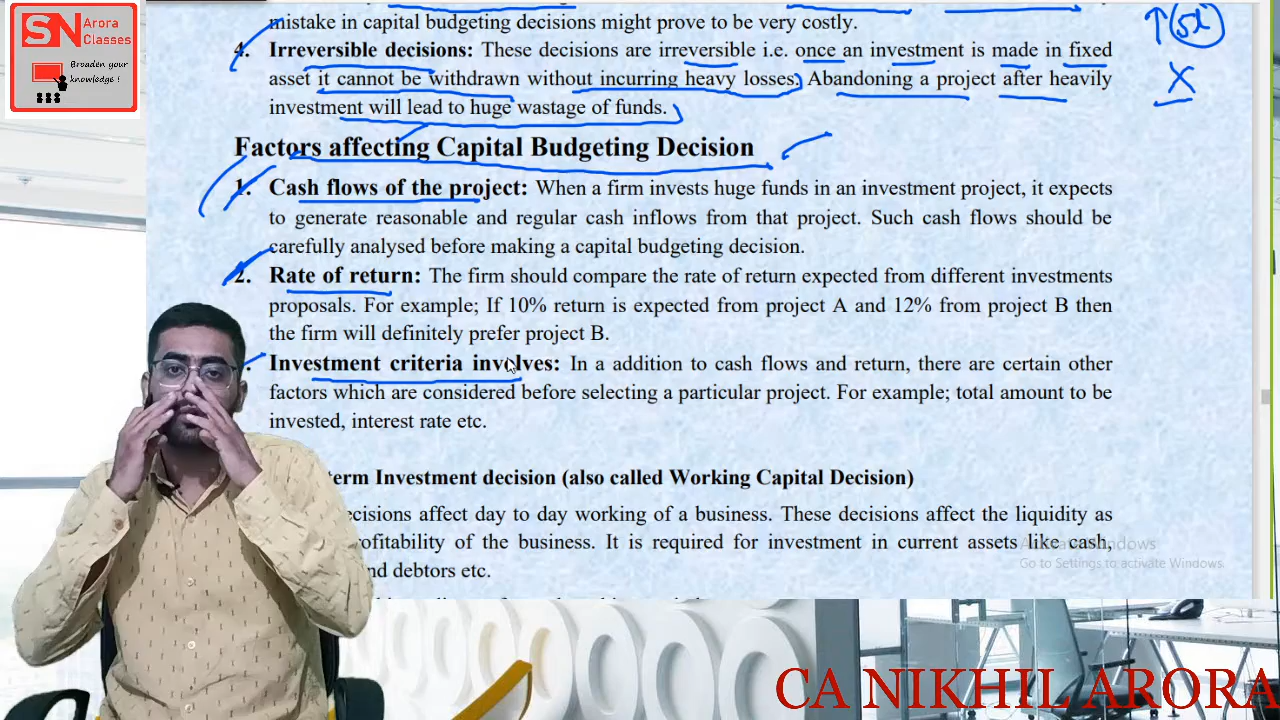 SN Arora
Classes
Broaden your
knowledge !
mistake in capital budgeting decisions might prove to be very costly.
4. Irreversible decisions: These decisions are irreversible i.e. once an investment is made in fixed
asset it cannot be withdrawn without incurring heavy losses. Abandoning a project after heavily
investment will lead to huge wastage of funds.
Factors affecting Capital Budgeting Decision
1. Cash flows of the project: When a firm invests huge funds in an investment project, it expects
to generate reasonable and regular cash inflows from that project. Such cash flows should be
carefully analysed before making a capital budgeting decision.
2. Rate of return: The firm should compare the rate of return expected from different investments
proposals. For example; If 10% return is expected from project A and 12% from project B then
the firm will definitely prefer project B.
Investment criteria involves: In a addition to cash flows and return, there are certain other
factors which are considered before selecting a particular project. For example; total amount to be
invested, interest rate etc.
term Investment decision (also called Working Capital Decision)
ecisions affect day to day working of a business. These decisions affect the liquidity as
rofitability of the business. It is required for investment in current assets like cash,
nd debtors etc.
Activate Windows
Go to Settings to activate Windows.
CA NIKHIL ARORA